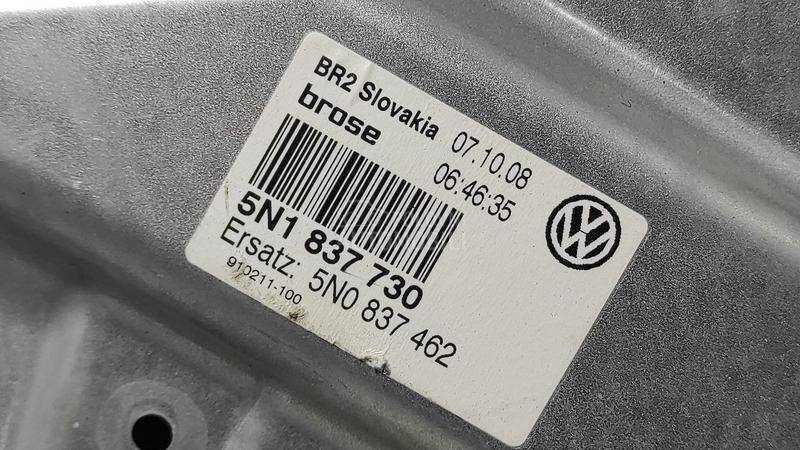 BR2 Slovakia 07.10.08
brose 06:46:35
5N1 837 730
Ersatz: 5N0 837 462
910211-100